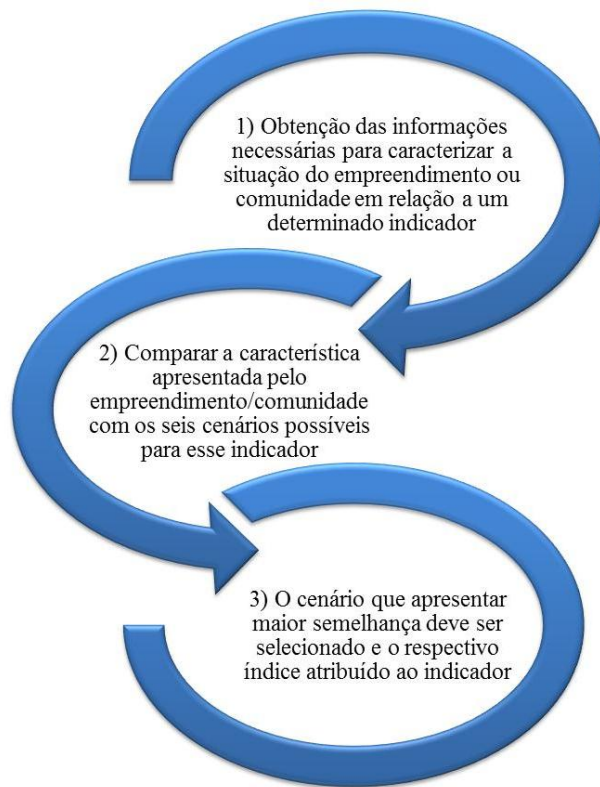 1) Obtenção das informações
necessárias para caracterizar a
situação do empreendimento ou
comunidade em relação a um
determinado indicador
2) Comparar a característica
apresentada pelo
empreendimento/comunidade
com os seis cenários possíveis
para esse indicador
3) O cenário que apresentar
maior semelhança deve ser
selecionado e o respectivo
índice atribuído ao indicador